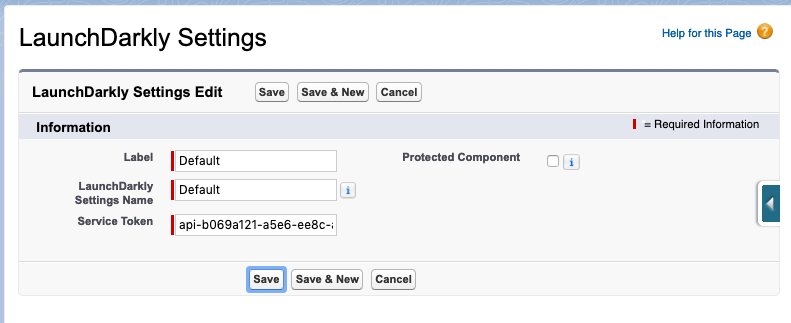 LaunchDarkly Settings
Help for this Page ?
LaunchDarkly Settings Edit
Save
Save & New
Cancel
Information
= Required Information
Label
Default
Protected Component
i
LaunchDarkly
Settings Name
Default
i
Service Token
api-b069a121-a5e6-ee8c-
Save
Save & New
Cancel